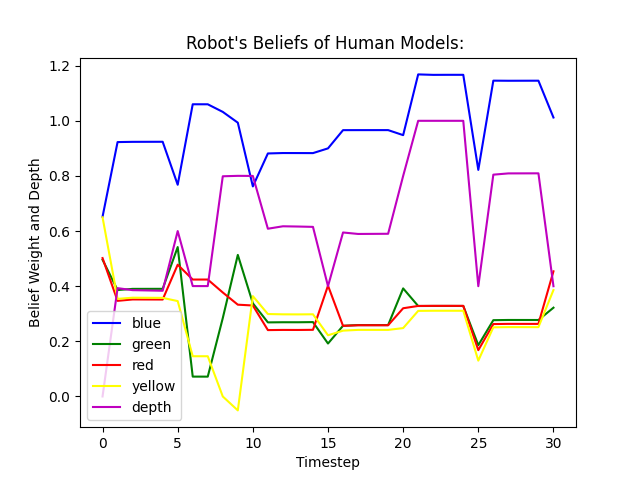 Robot's Beliefs of Human Models:
Belief Weight and Depth
1.2
1.0
0.8
0.6
0.4
0.2
0.0
blue
green
red
yellow
depth
0 5 10 15 20 25 30
Timestep